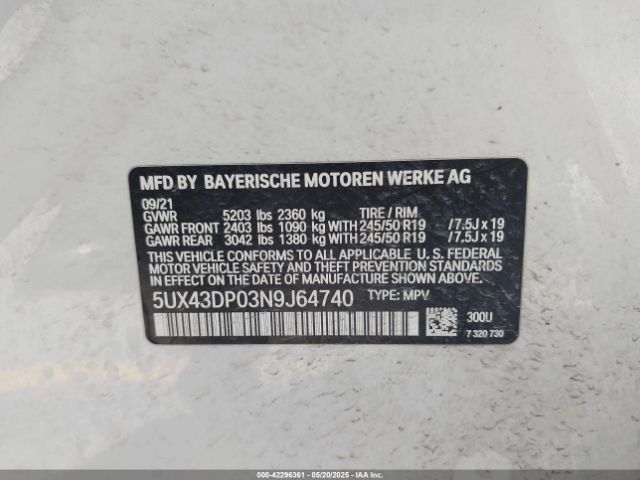 MFD BY BAYERISCHE MOTOREN WERKE AG
09/21
GVWR 5203 lbs 2360 kg TIRE / RIM
GAWR FRONT 2403 lbs 1090 kg WITH 245/50 R19 / 7.5J x 19
GAWR REAR 3042 lbs 1380 kg WITH 245/50 R19 / 7.5J x 19
THIS VEHICLE CONFORMS TO ALL APPLICABLE U. S. FEDERAL
MOTOR VEHICLE SAFETY AND THEFT PREVENTION STANDARDS IN
EFFECT ON THE DATE OF MANUFACTURE SHOWN ABOVE.
5UX43DP03N9J64740 TYPE: MPV
300U
7 320 730
000-42296361 - 05/20/2025 - IAA Holdings, LLC.